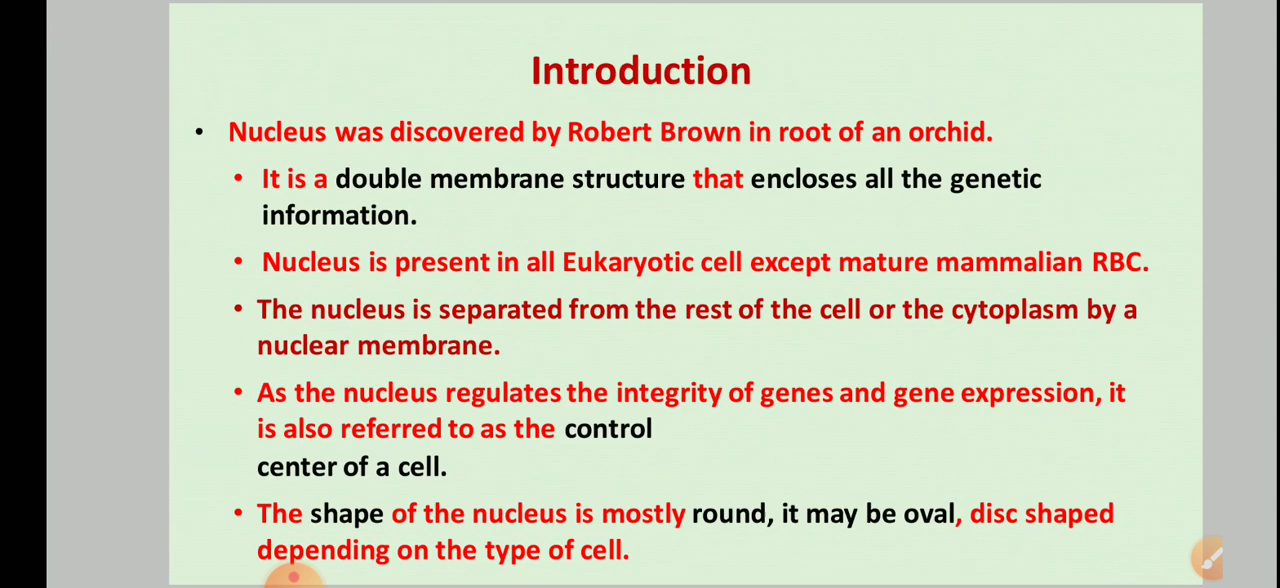 Introduction
• Nucleus was discovered by Robert Brown in root of an orchid.
• It is a double membrane structure that encloses all the genetic
information.
• Nucleus is present in all Eukaryotic cell except mature mammalian RBC.
• The nucleus is separated from the rest of the cell or the cytoplasm by a
nuclear membrane.
• As the nucleus regulates the integrity of genes and gene expression, it
is also referred to as the control
center of a cell.
• The shape of the nucleus is mostly round, it may be oval, disc shaped
depending on the type of cell.